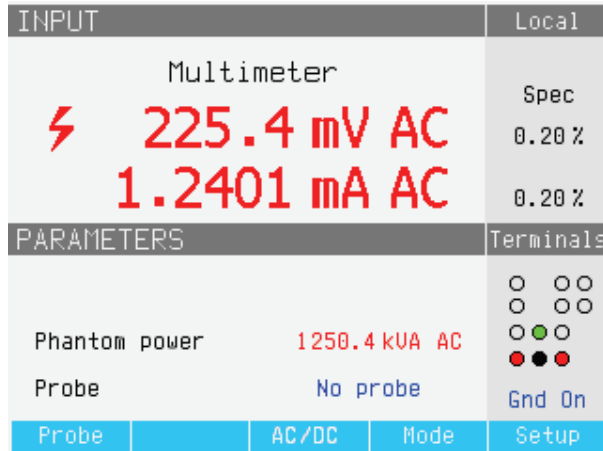 INPUT Local
Multimeter
Spec
225.4 mV AC 0.20 %
1.2401 mA AC 0.20 %
PARAMETERS Terminals
Phantom power 1250.4 kVA AC
Probe No probe
Gnd On
Probe AC/DC Mode Setup